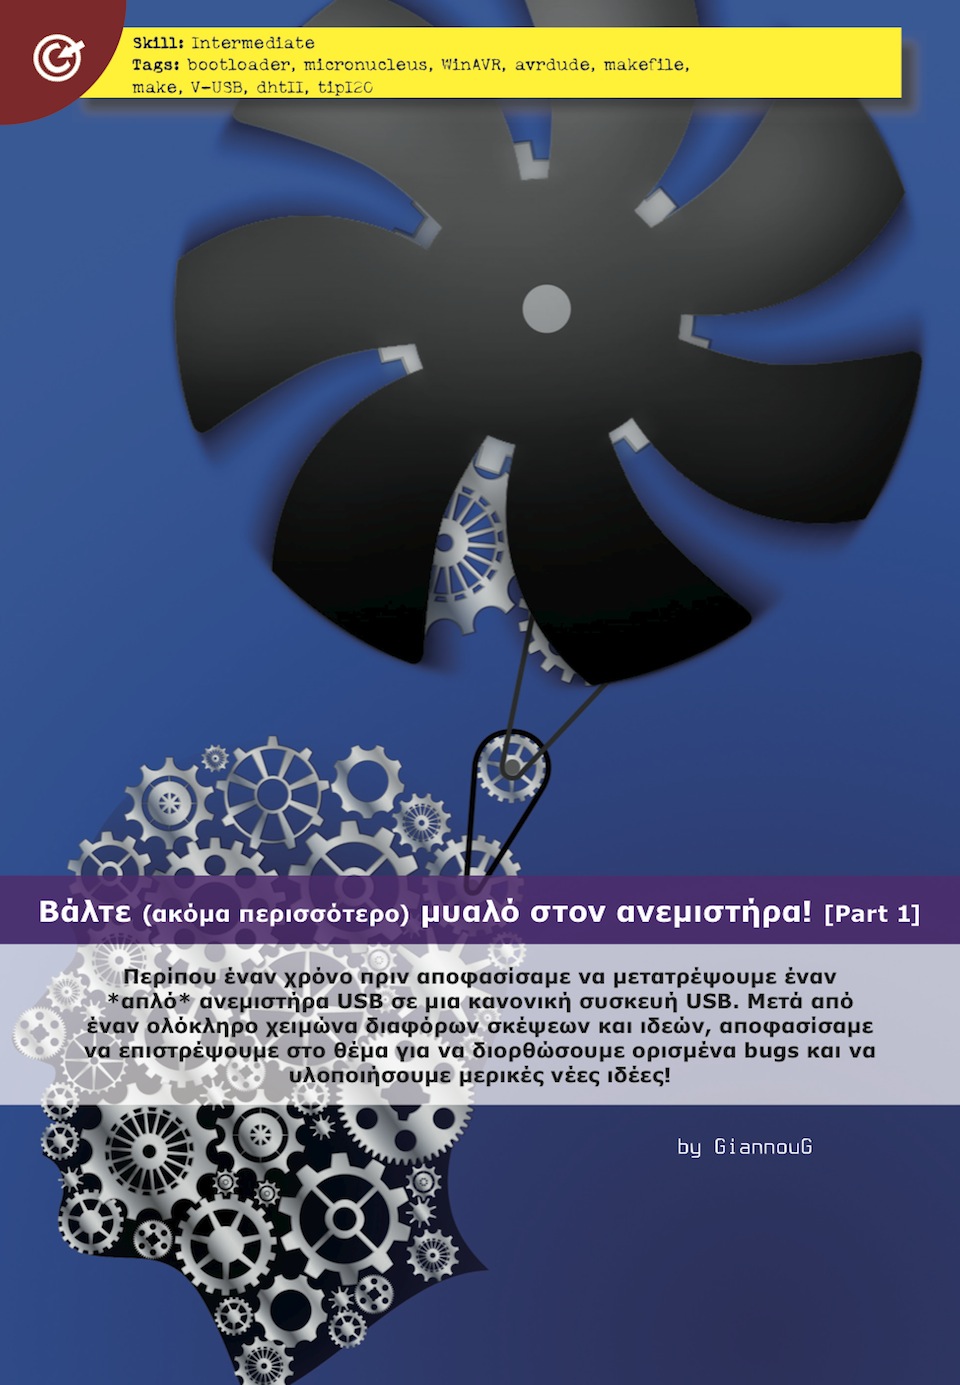 Skill: Intermediate
Tags: bootloader, micronucleus, WinAVR, avrdude, makefile,
make, V-USB, dht11, tip120
Βάλτε (ακόμα περισσότερο) μυαλό στον ανεμιστήρα! [Part 1]
Περίπου έναν χρόνο πριν αποφασίσαμε να μετατρέψουμε έναν
*απλό* ανεμιστήρα USB σε μια κανονική συσκευή USB. Μετά από
έναν ολόκληρο χειμώνα διαφόρων σκέψεων και ιδεών, αποφασίσαμε
να επιστρέψουμε στο θέμα για να διορθώσουμε ορισμένα bugs και να
υλοποιήσουμε μερικές νέες ιδέες!
by GiannouG